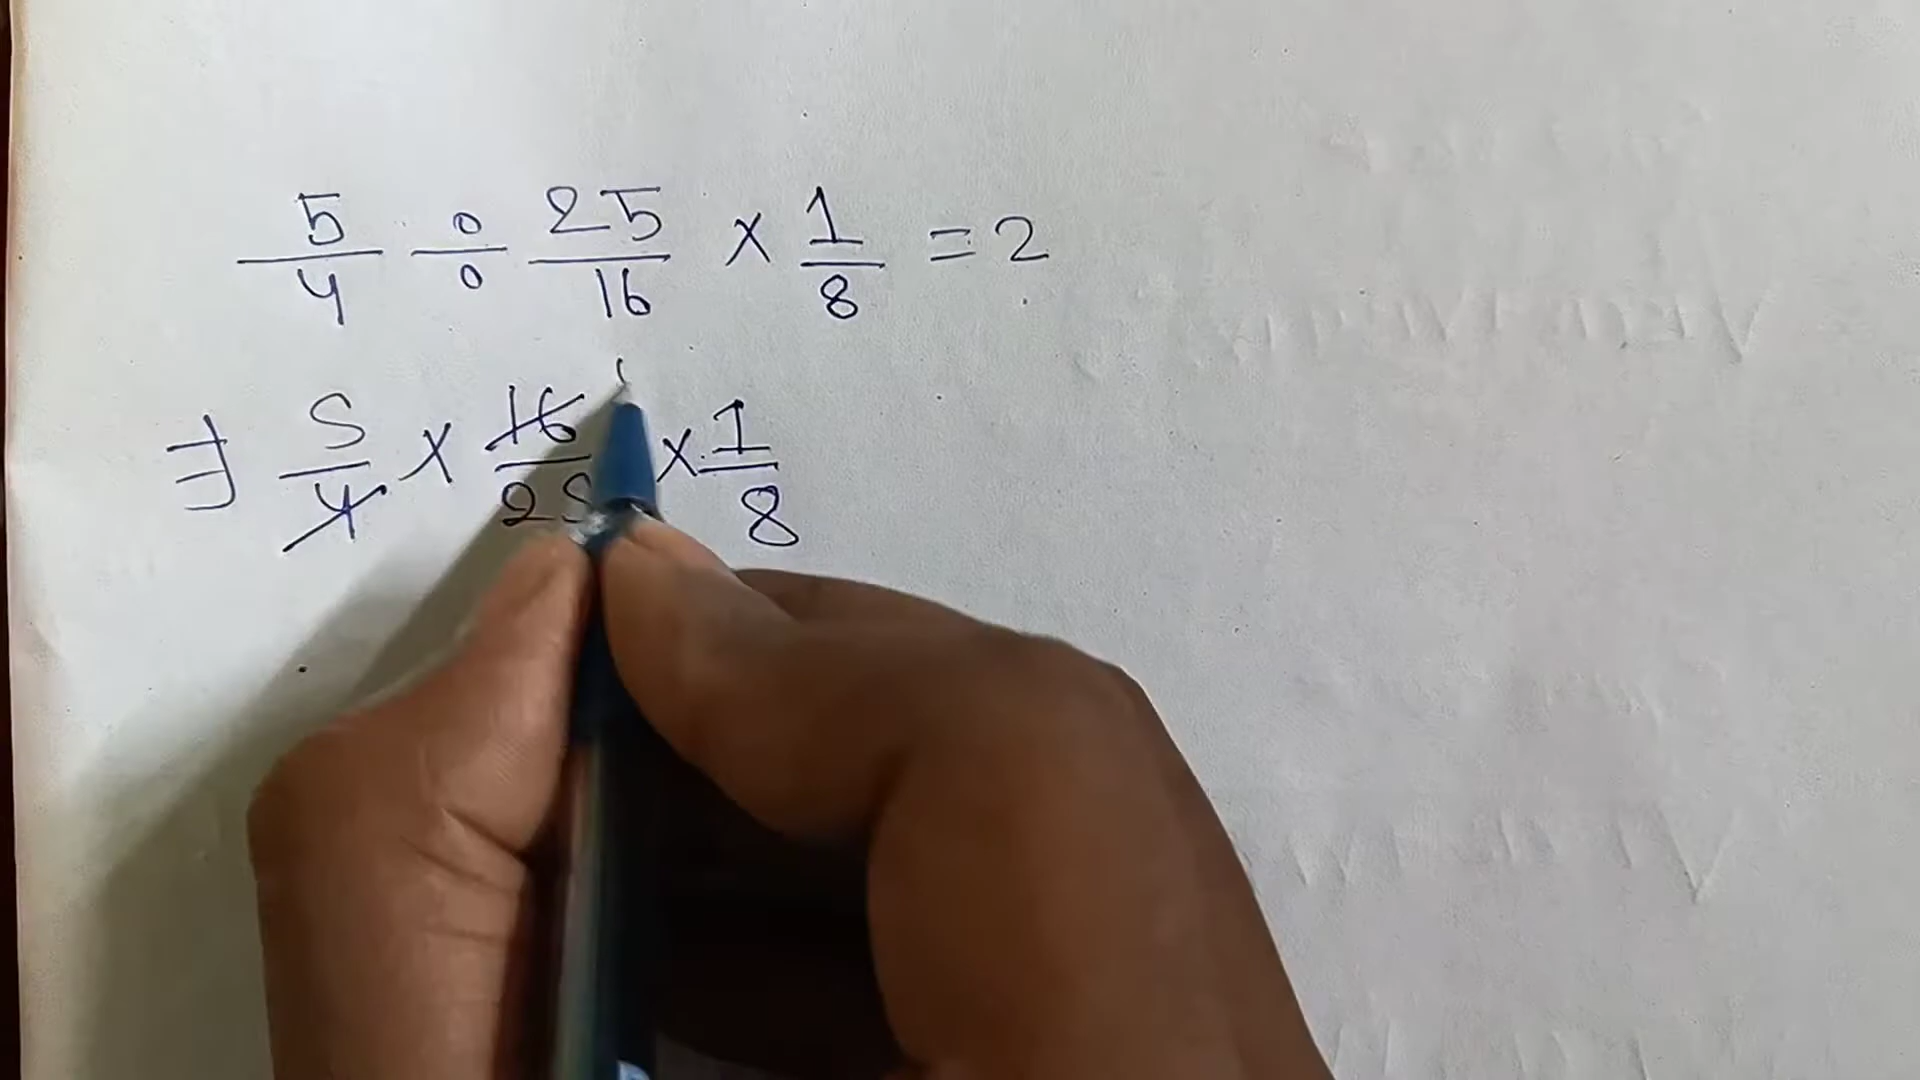 5/4 ÷ 25/16 × 1/8 = 2
∃ 5/4 × 16/25 × 1/8